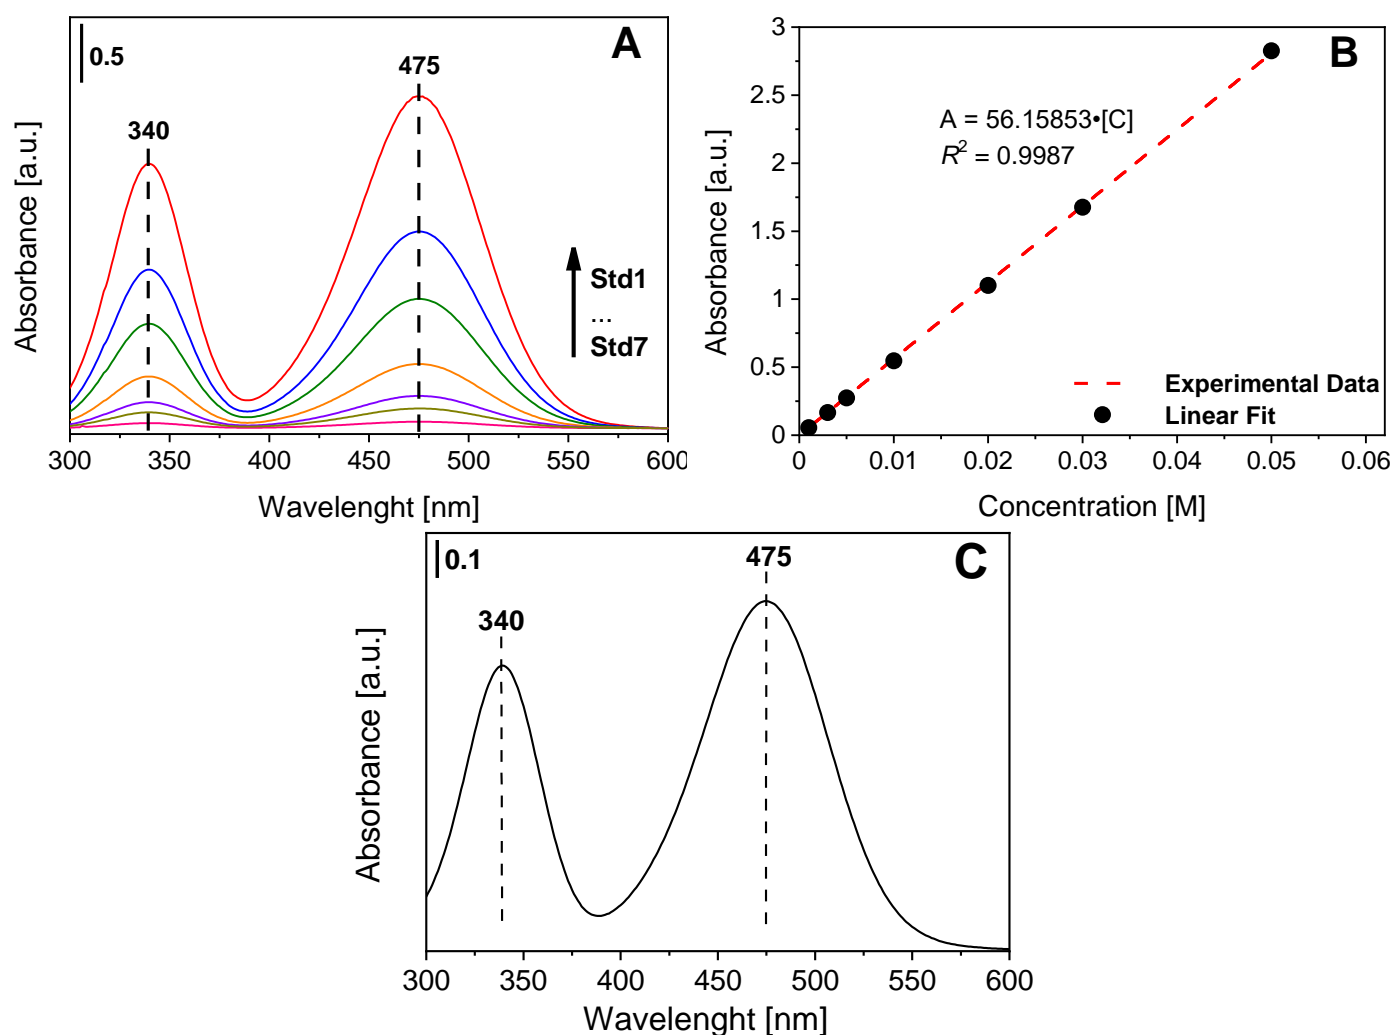 A
0.5
475
340
Absorbance [a.u.]
Std1
...
Std7
300 350 400 450 500 550 600
Wavelenght [nm]
B
3
2.5
2
1.5
1
0.5
0
Absorbance [a.u.]
A = 56.15853•[C]
R² = 0.9987
Experimental Data
Linear Fit
0 0.01 0.02 0.03 0.04 0.05 0.06
Concentration [M]
C
0.1
475
340
Absorbance [a.u.]
300 350 400 450 500 550 600
Wavelenght [nm]